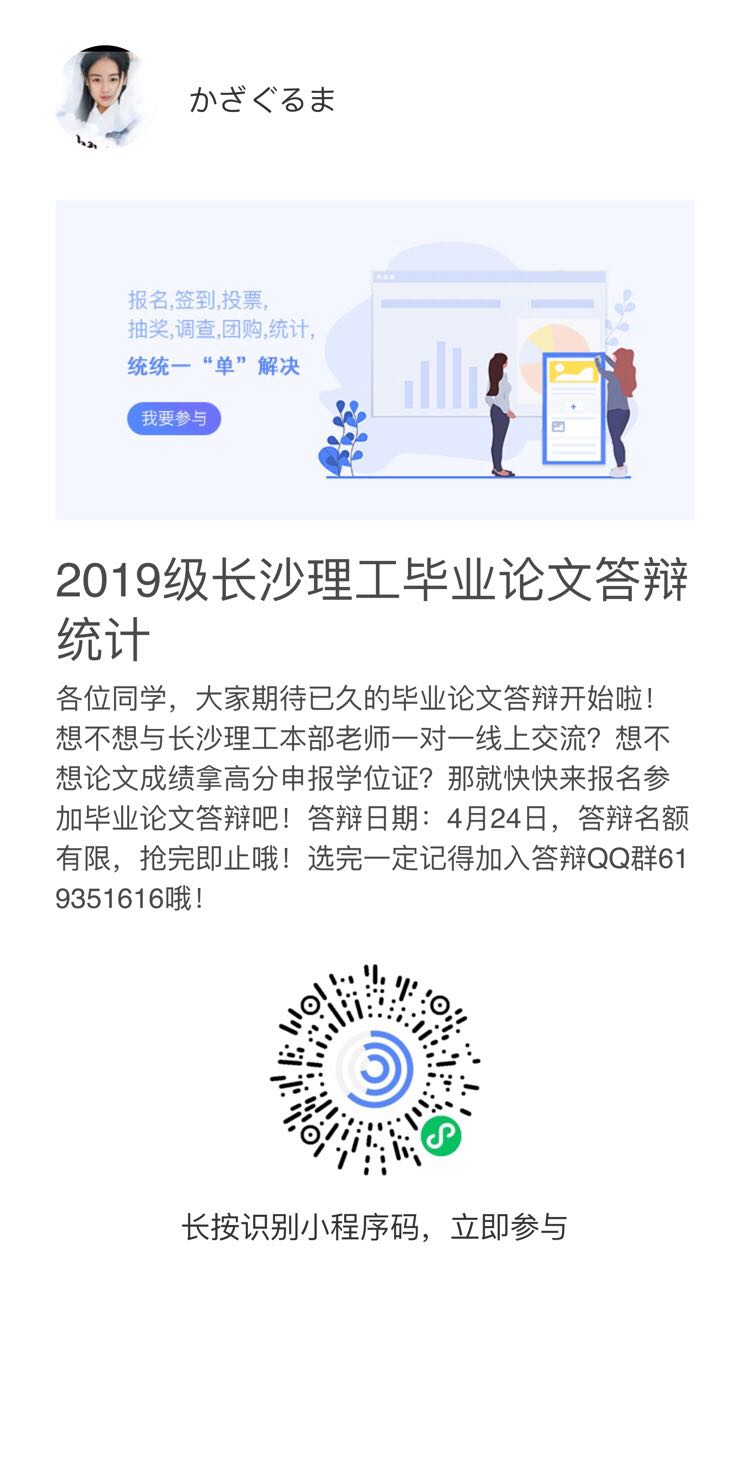 かざぐるま
报名,签到,投票,
抽奖,调查,团购,统计,
统统一“单”解决
我要参与
2019级长沙理工毕业论文答辩
统计
各位同学，大家期待已久的毕业论文答辩开始啦！
想不想与长沙理工本部老师一对一线上交流？想不
想论文成绩拿高分申报学位证？那就快快来报名参
加毕业论文答辩吧！答辩日期：4月24日，答辩名额
有限，抢完即止哦！选完一定记得加入答辩QQ群61
9351616哦！
长按识别小程序码，立即参与